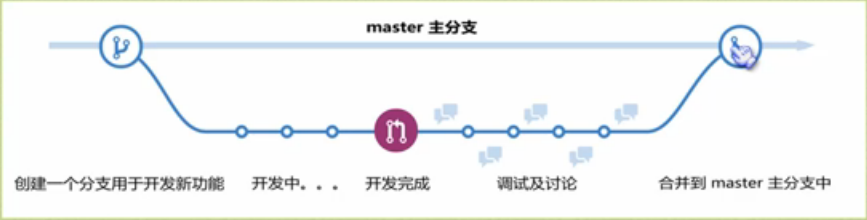 master 主分支
创建一个分支用于开发新功能 开发中。。。 开发完成 调试及讨论 合并到 master 主分支中